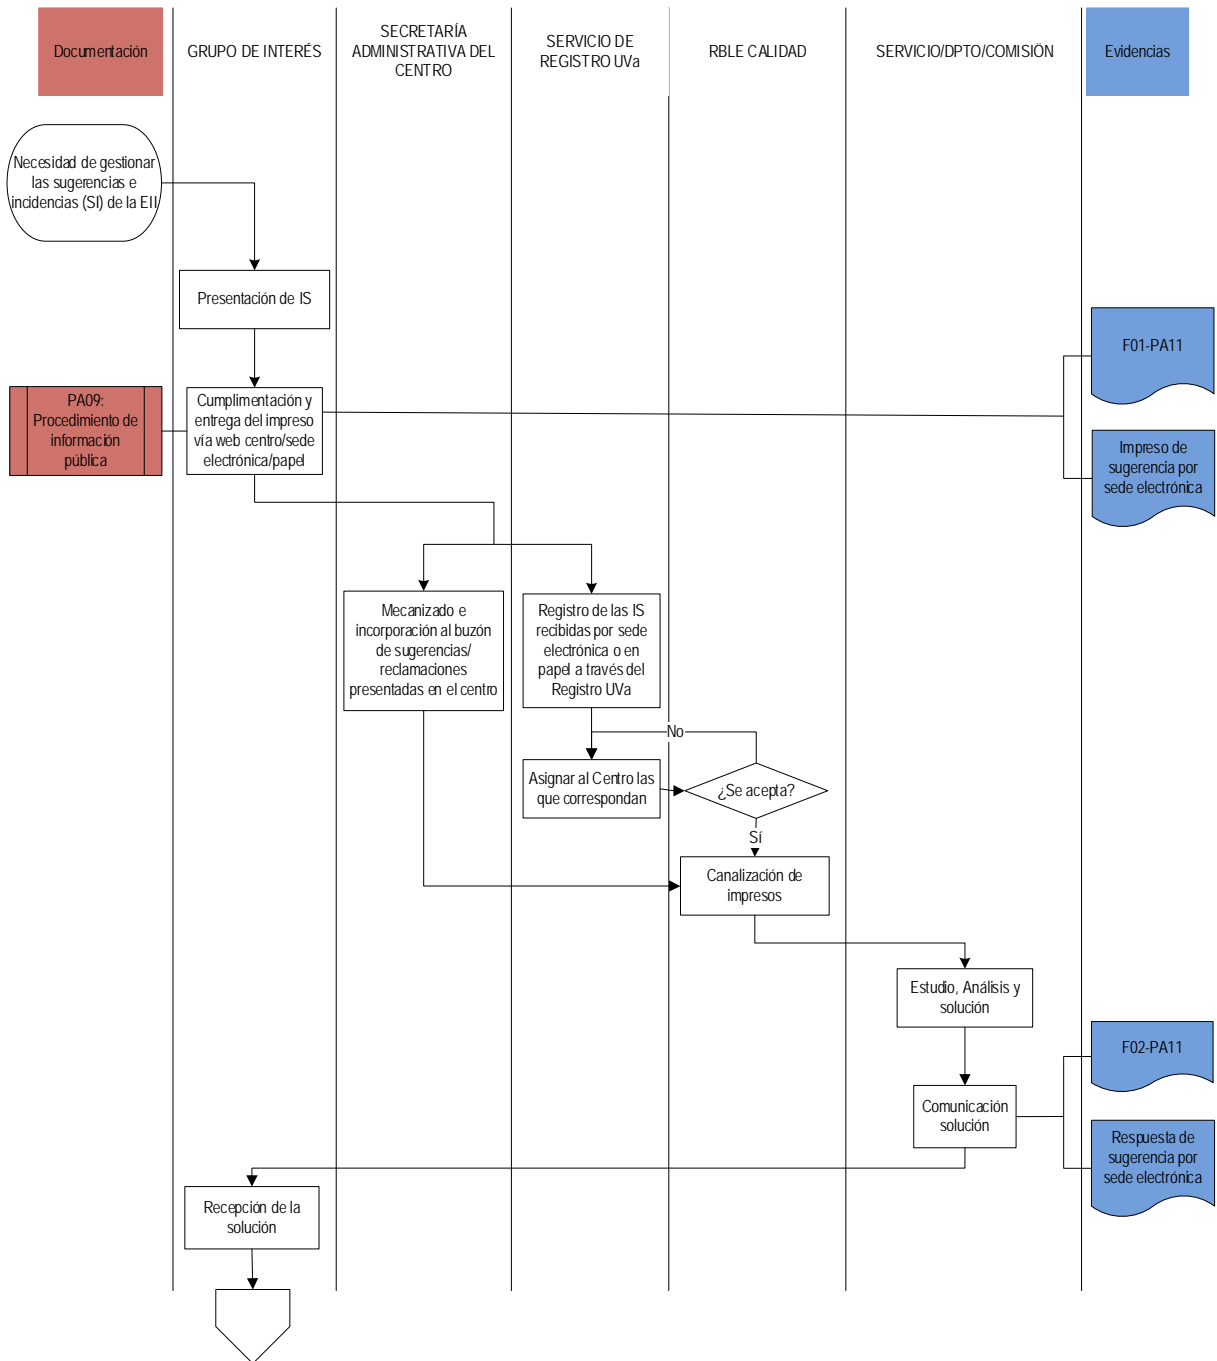 Documentación
GRUPO DE INTERÉS
SECRETARÍA
ADMINISTRATIVA DEL
CENTRO
SERVICIO DE
REGISTRO UVa
RBLE CALIDAD
SERVICIO/DPTO/COMISIÖN
Evidencias
Necesidad de gestionar
las sugerencias e
incidencias (SI) de la EII
Presentación de IS
F01-PA11
PA09:
Procedimiento de
información
pública
Cumplimentación y
entrega del impreso
vía web centro/sede
electrónica/papel
Impreso de
sugerencia por
sede electrónica
Mecanizado e
incorporación al buzón
de sugerencias/
reclamaciones
presentadas en el centro
Registro de las IS
recibidas por sede
electrónica o en
papel a través del
Registro UVa
No
Asignar al Centro las
que correspondan
¿Se acepta?
Sí
Canalización de
impresos
Estudio, Análisis y
solución
F02-PA11
Comunicación
solución
Respuesta de
sugerencia por
sede electrónica
Recepción de la
solución